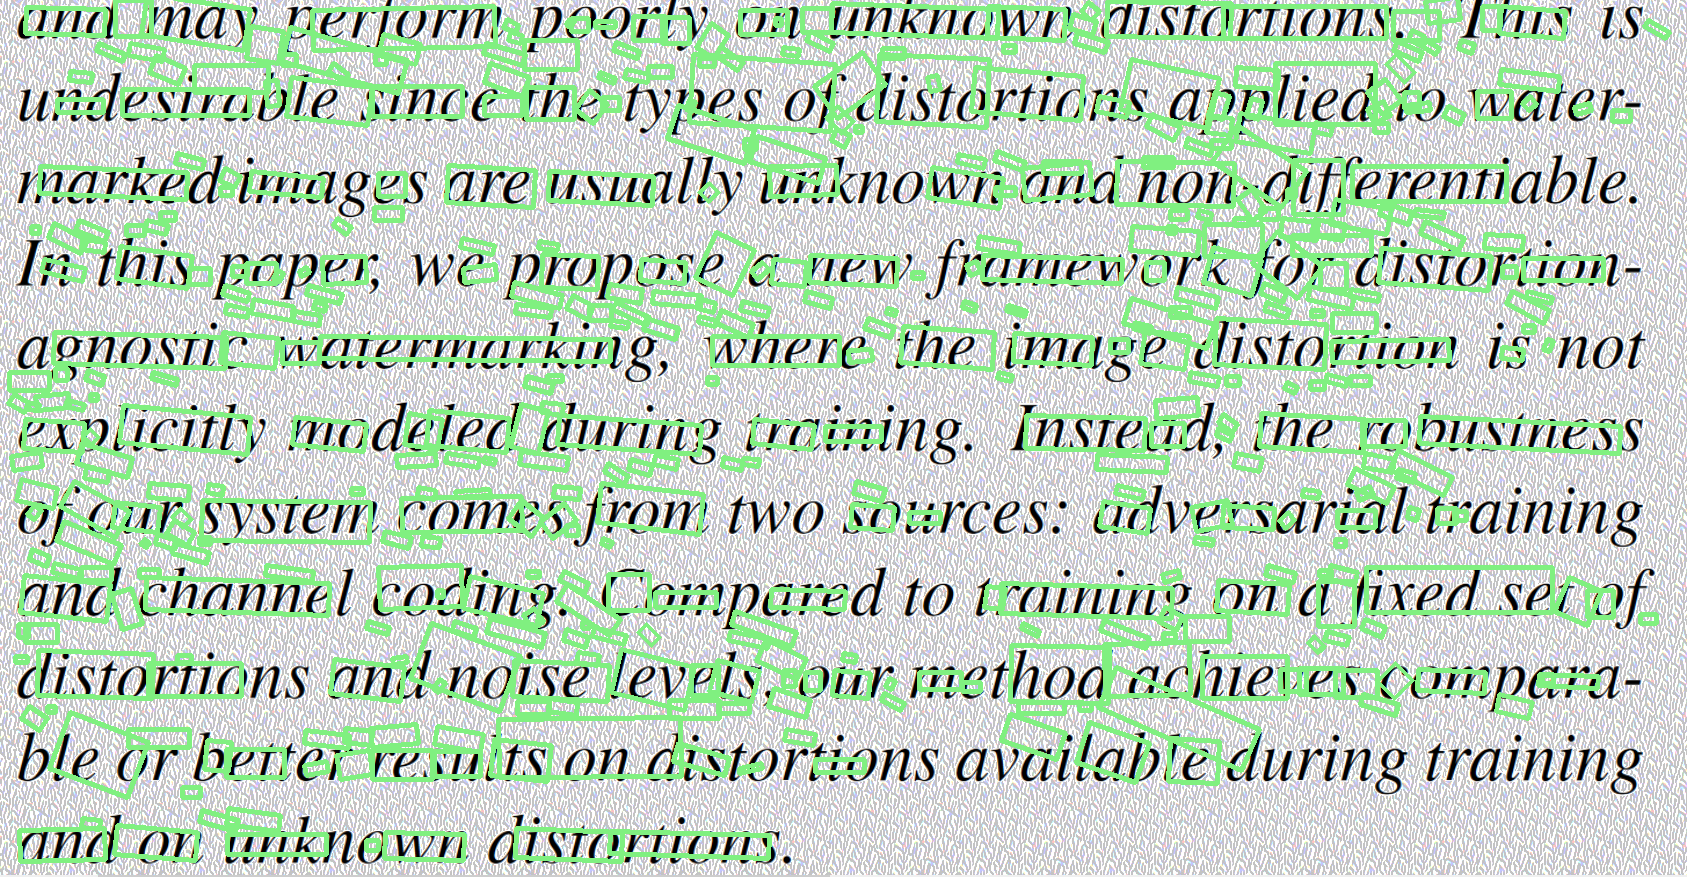 and may perform poorly on unknown distortions. This is
undesirable since the types of distortions applied to water-
marked images are usually unknown and non-differentiable.
In this paper, we propose a new framework for distortion-
agnostic watermarking, where the image distortion is not
explicitly modeled during training. Instead, the robustness
of our system comes from two sources: adversarial training
and channel coding. Compared to training on a fixed set of
distortions and noise levels, our method achieves compara-
ble or better results on distortions available during training
and on unknown distortions.